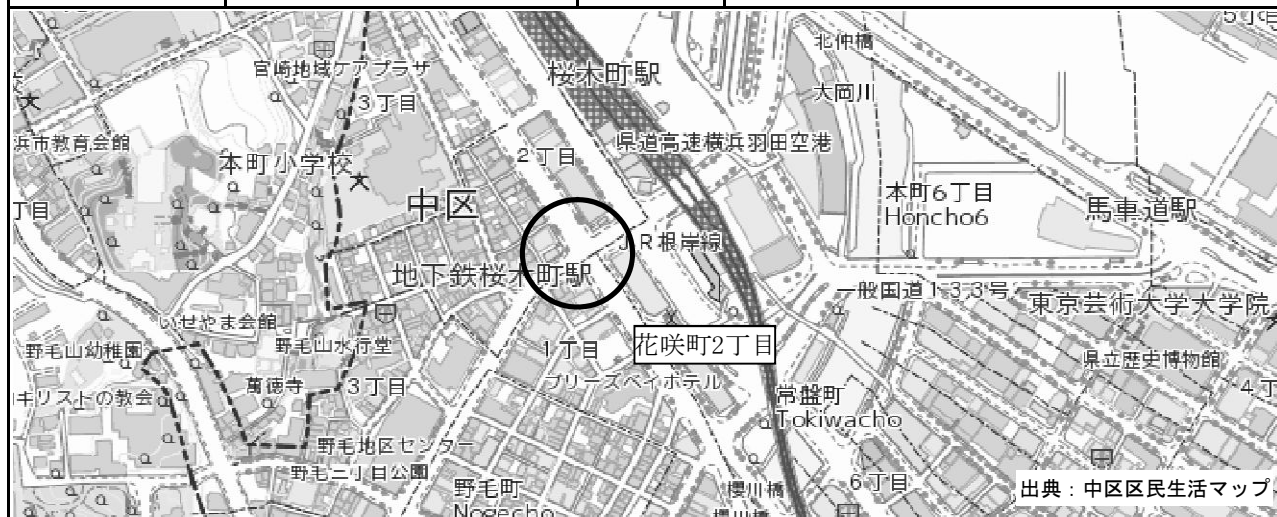 5丁目
北仲橋
宮崎地域ケアプラザ
桜木町駅
大岡川
3丁目
浜市教育会館
県道高速横浜羽田空港
2丁目
本町小学校
本町6丁目
Honcho6
中区
馬車道駅
丁目
JR根岸線
地下鉄桜木町駅
一般国道133号
東京芸術大学大学院
いせやま会館
野毛山幼稚園
野毛山水行堂
1丁目
花咲町2丁目
県立歴史博物館
萬徳寺
3丁目
ブリーズベイホテル
4丁
キリストの教会
常盤町
Tokiwacho
野毛地区センター
野毛三丁目公園
野毛町
Nogecho
櫻川橋
6丁目
出典:中区区民生活マップ